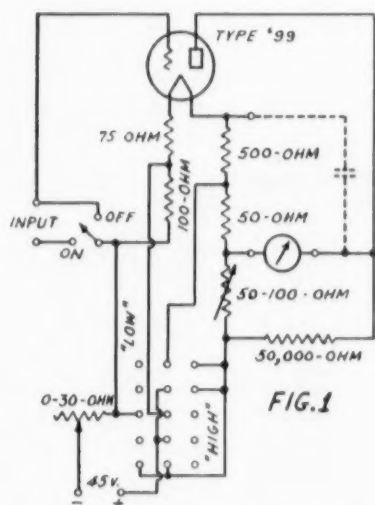 TYPE '99
75 OHM
500-OHM
100-OHM
OFF
INPUT
ON
50-OHM
50-100-OHM
"LOW"
50,000-OHM
0-30-OHM
"HIGH"
FIG.1
45v.
- +